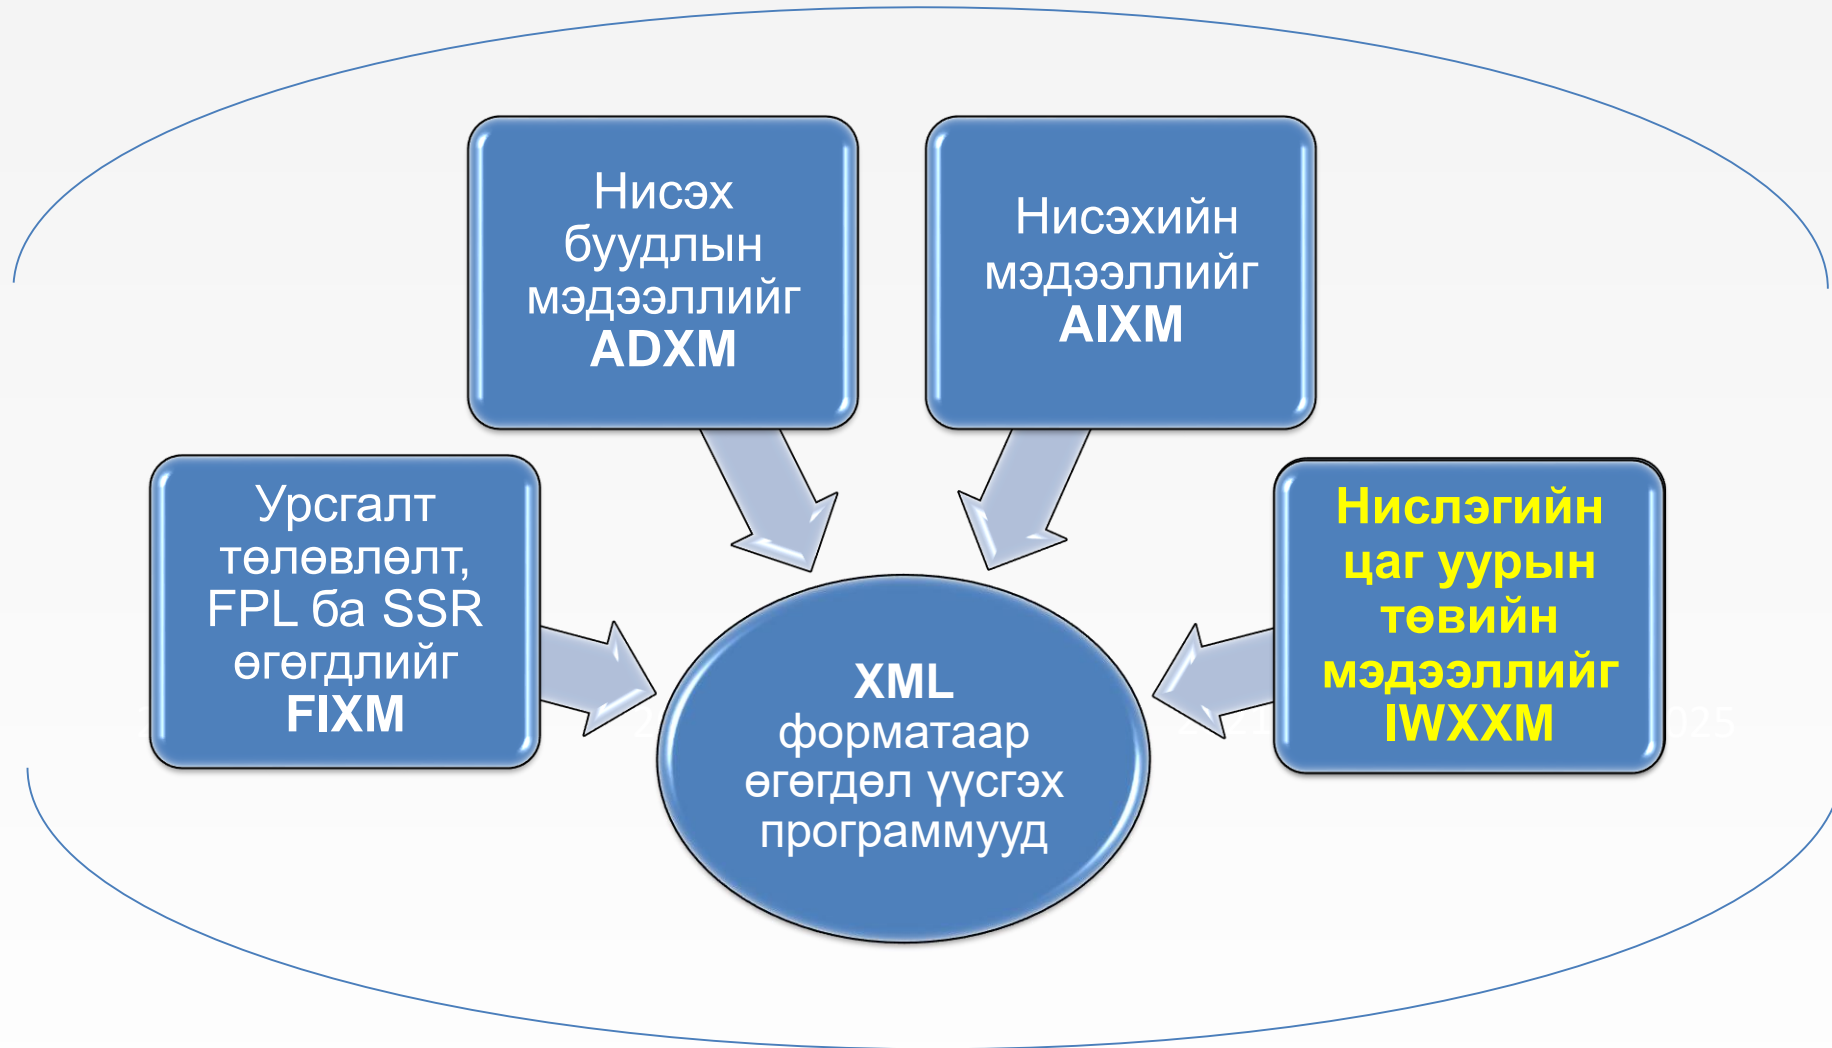 Нисэх
буудлын
мэдээллийг
ADXM
Нисэхийн
мэдээллийг
AIXM
Урсгалт
төлөвлөлт,
FPL ба SSR
өгөгдлийг
FIXM
Нислэгийн
цаг уурын
төвийн
мэдээллийг
IWXXM
XML
форматаар
өгөгдөл үүсгэх
программууд